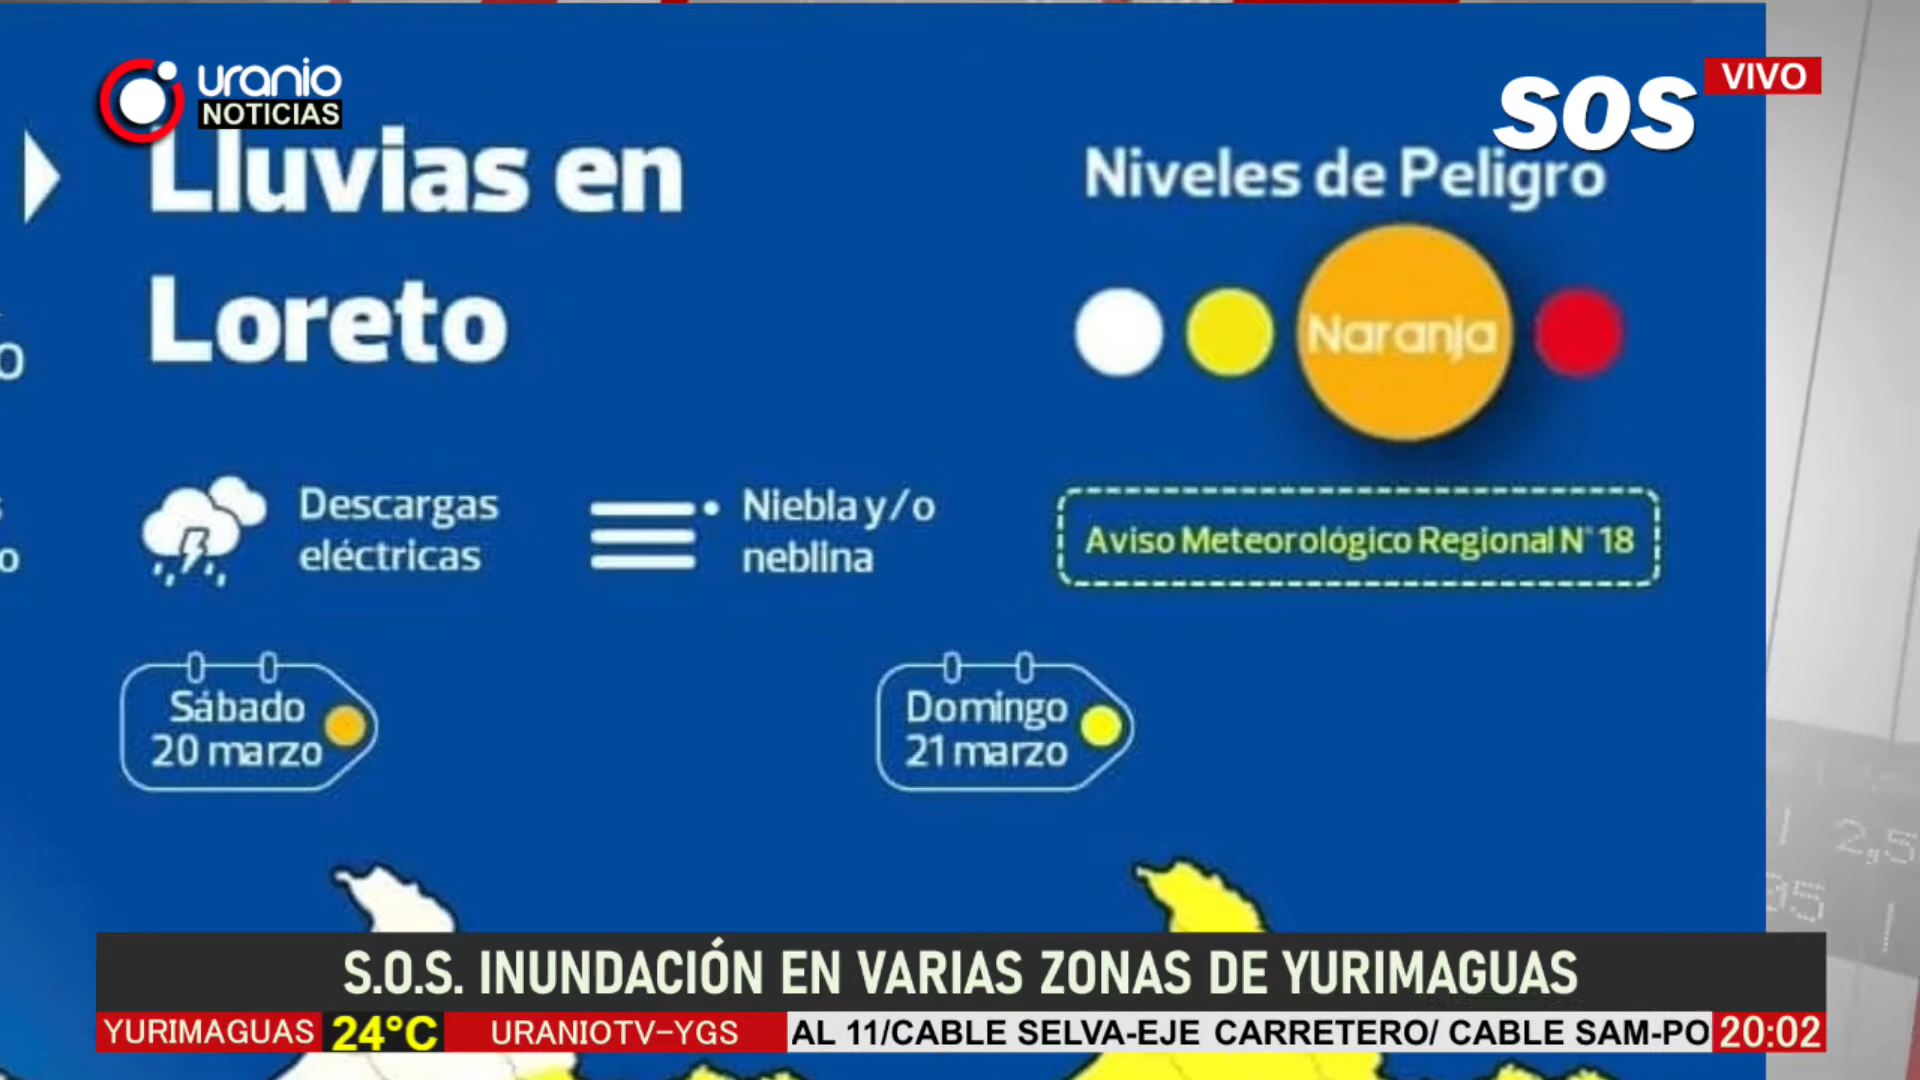 uranio
NOTICIAS
SOS
VIVO
Lluvias en
Loreto
Niveles de Peligro
Naranja
Descargas
eléctricas
Niebla y/o
neblina
Aviso Meteorológico Regional N° 18
Sábado
20 marzo
Domingo
21 marzo
S.O.S. INUNDACIÓN EN VARIAS ZONAS DE YURIMAGUAS
YURIMAGUAS 24°C URANIOTV-YGS AL 11/CABLE SELVA-EJE CARRETERO/ CABLE SAM-PO 20:02